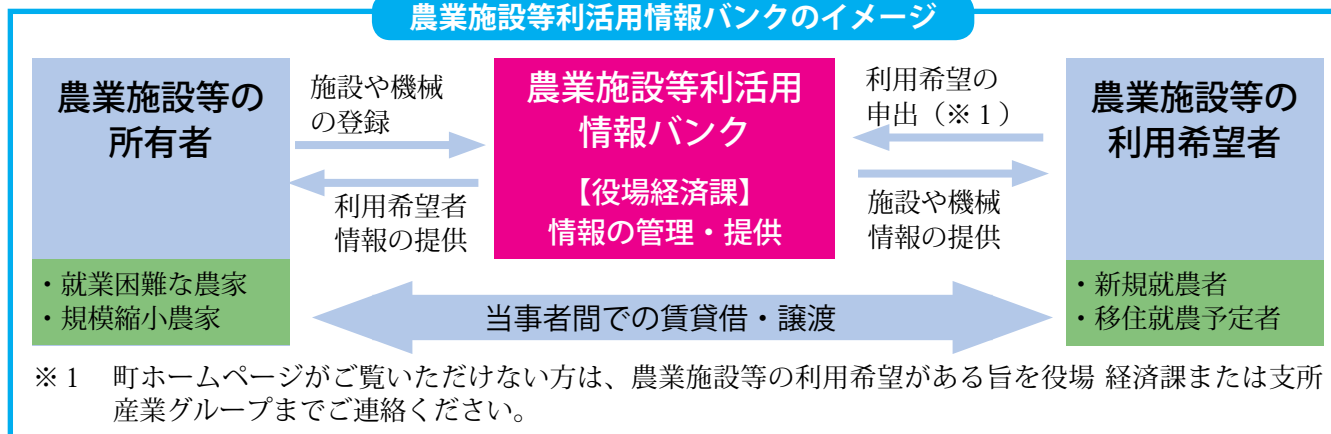 農業施設等利活用情報バンクのイメージ
農業施設等の
所有者
・就業困難な農家
・規模縮小農家
施設や機械
の登録
利用希望者
情報の提供
農業施設等利活用
情報バンク
【役場経済課】
情報の管理・提供
利用希望の
申出（※１）
施設や機械
情報の提供
農業施設等の
利用希望者
・新規就農者
・移住就農予定者
当事者間での賃貸借・譲渡
※１　町ホームページがご覧いただけない方は、農業施設等の利用希望がある旨を役場 経済課または支所
産業グループまでご連絡ください。